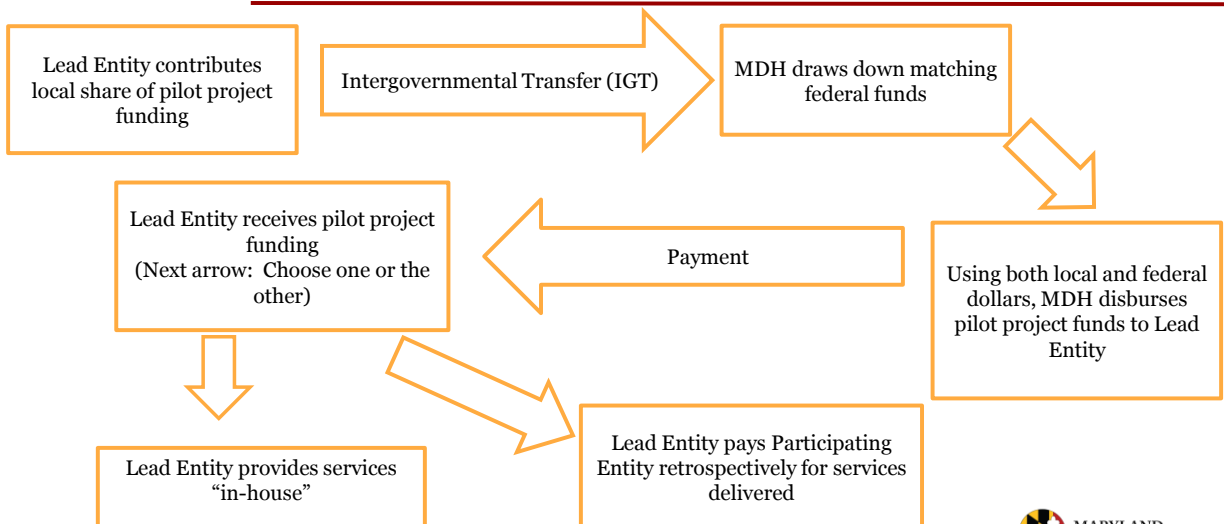 Lead Entity contributes
local share of pilot project
funding
Intergovernmental Transfer (IGT)
MDH draws down matching
federal funds
Lead Entity receives pilot project
funding
(Next arrow:  Choose one or the
other)
Payment
Using both local and federal
dollars, MDH disburses
pilot project funds to Lead
Entity
Lead Entity provides services
“in-house”
Lead Entity pays Participating
Entity retrospectively for services
delivered
MARYLAND